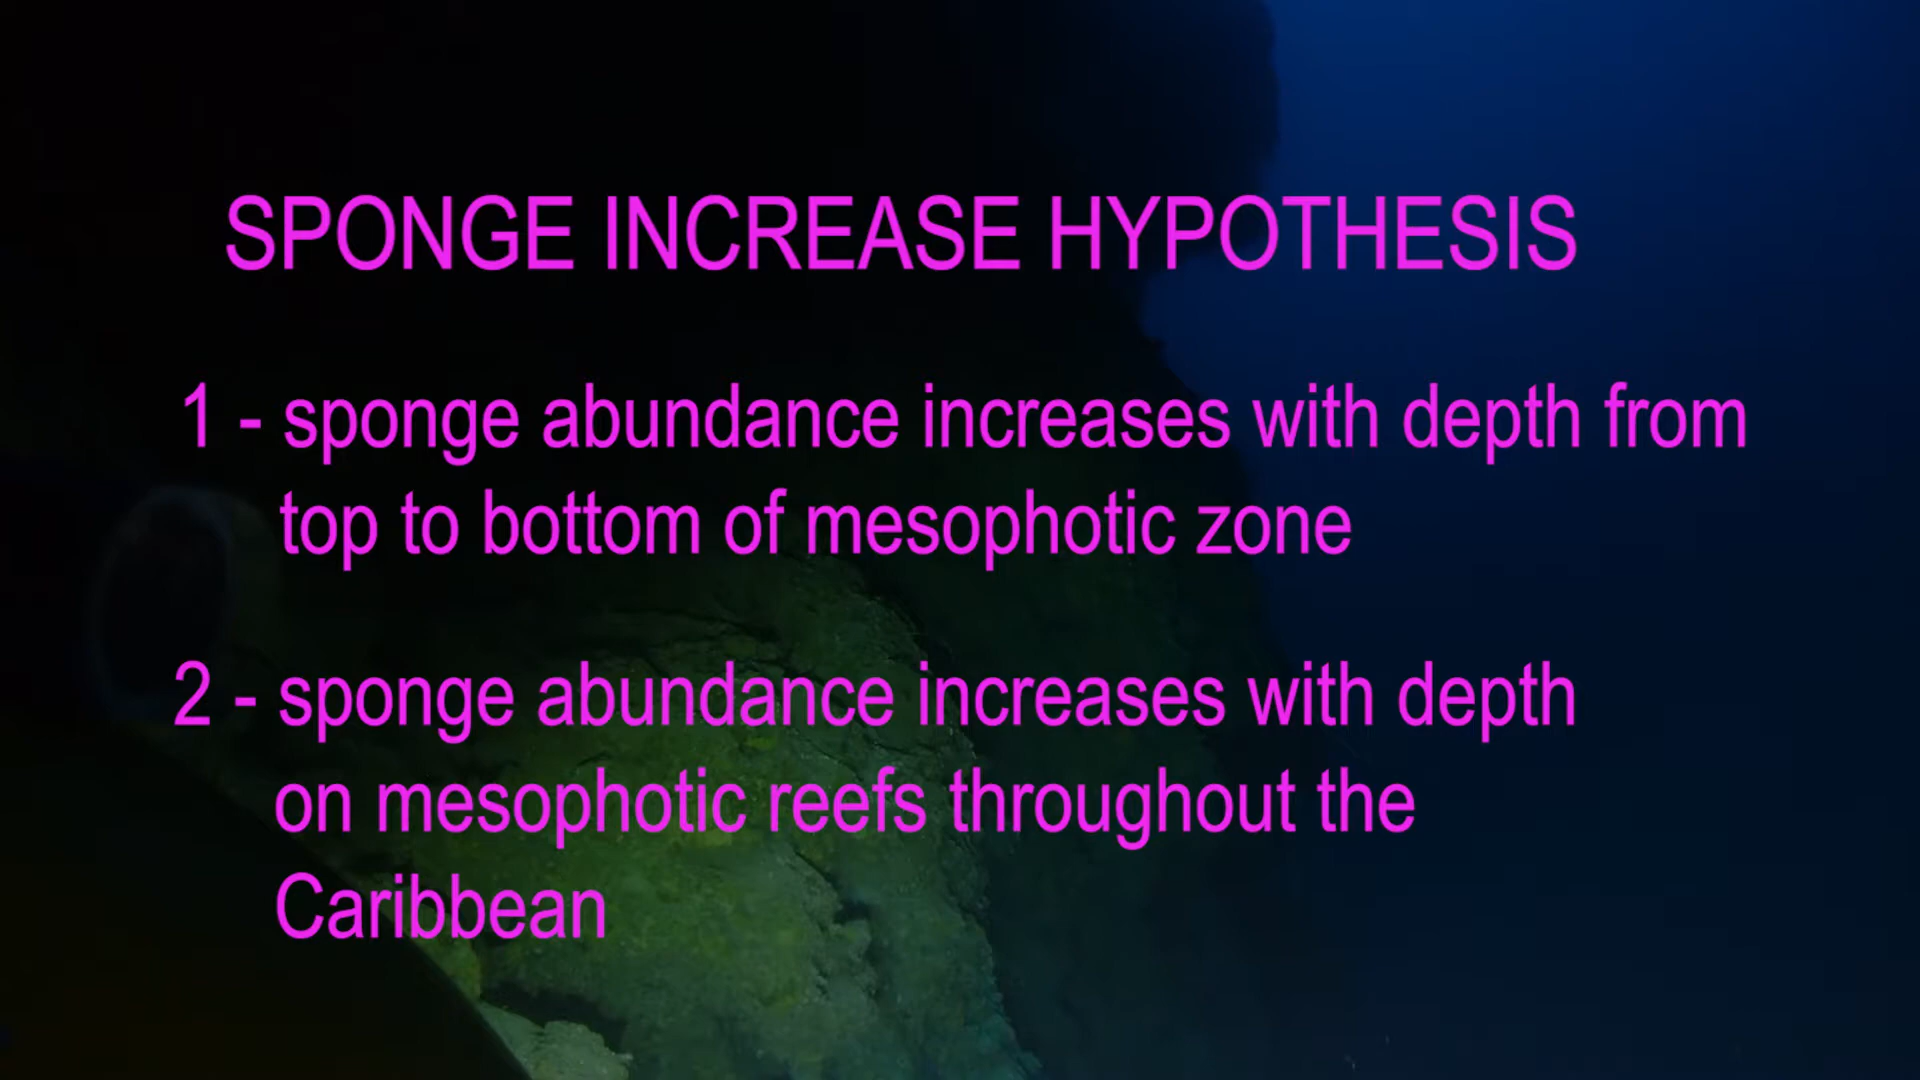 SPONGE INCREASE HYPOTHESIS
1 - sponge abundance increases with depth from
top to bottom of mesophotic zone
2 - sponge abundance increases with depth
on mesophotic reefs throughout the
Caribbean